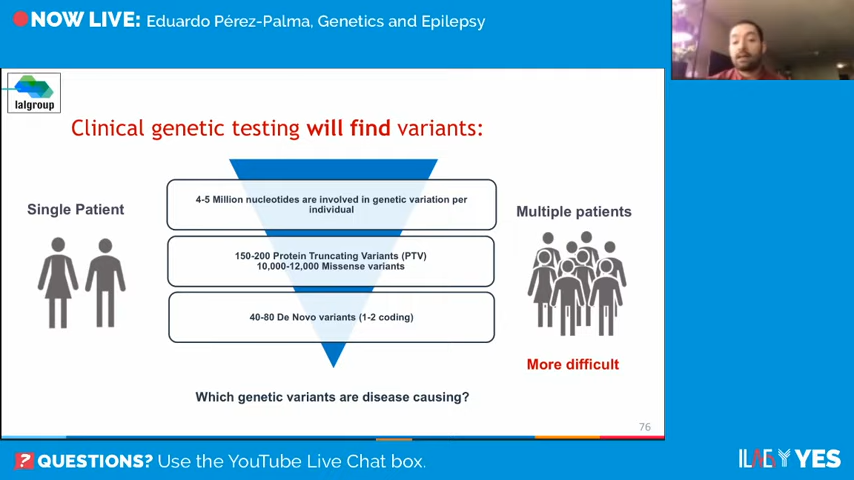 NOW LIVE: Eduardo Pérez-Palma, Genetics and Epilepsy
lalgroup
Clinical genetic testing will find variants:
Single Patient
4-5 Million nucleotides are involved in genetic variation per
individual
150-200 Protein Truncating Variants (PTV)
10,000-12,000 Missense variants
40-80 De Novo variants (1-2 coding)
Multiple patients
More difficult
Which genetic variants are disease causing?
76
? QUESTIONS? Use the YouTube Live Chat box.
ILAE YES